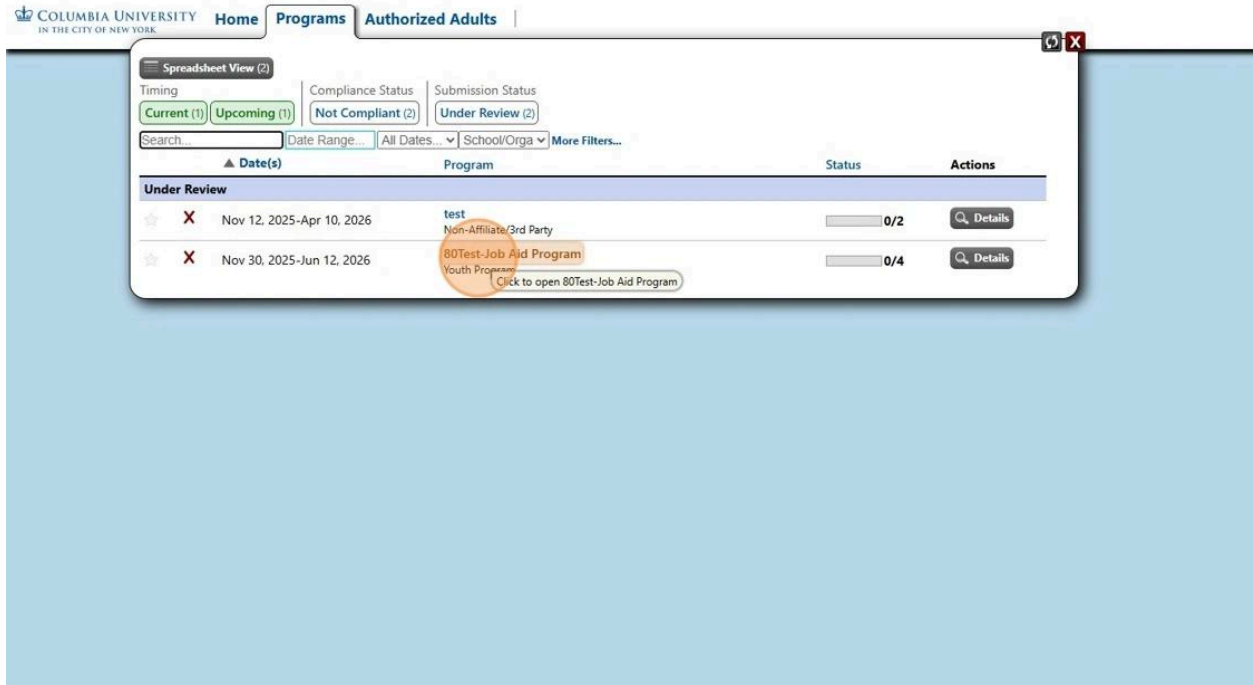 COLUMBIA UNIVERSITY
IN THE CITY OF NEW YORK
Home Programs Authorized Adults
X
Spreadsheet View (2)
Timing Compliance Status Submission Status
Current (1) Upcoming (1) Not Compliant (2) Under Review (2)
Search... Date Range... All Dates... School/Orga More Filters...
▲ Date(s) Program Status Actions
Under Review
X Nov 12, 2025-Apr 10, 2026 test 0/2 Details
Non-Affiliate/3rd Party
X Nov 30, 2025-Jun 12, 2026 80Test-Job Aid Program 0/4 Details
Youth Program
Click to open 80Test-Job Aid Program